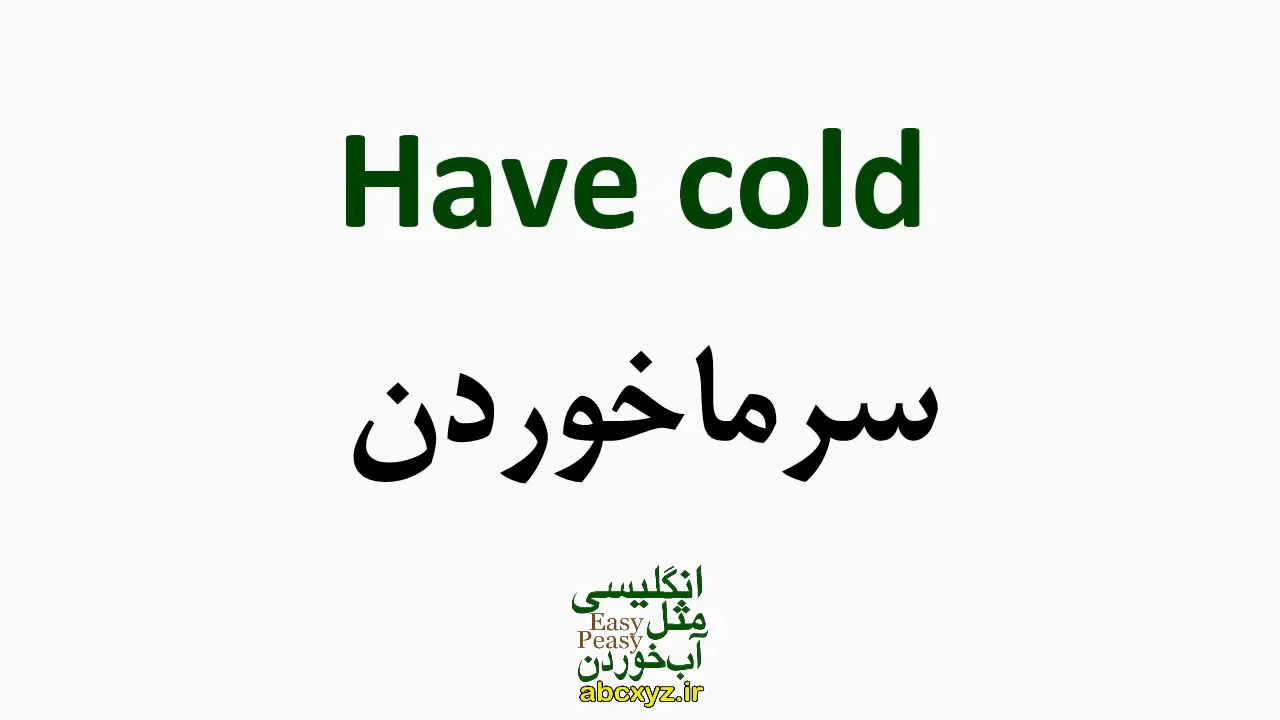 Have cold
سرماخوردن
انگلیسی
مثل
Easy
Peasy
آب‌خوردن
abcxyz.ir